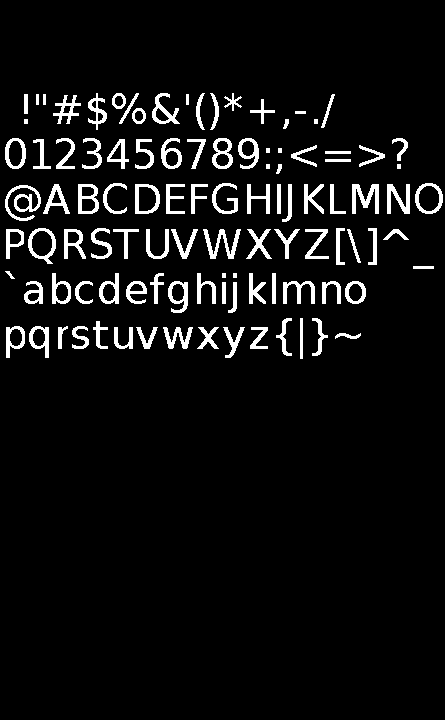 !"#$%&'()*+,-./
0123456789:;<=>?
@ABCDEFGHIJKLMNO
PQRSTUVWXYZ[\]^_
`abcdefghijklmno
pqrstuvwxyz{|}~